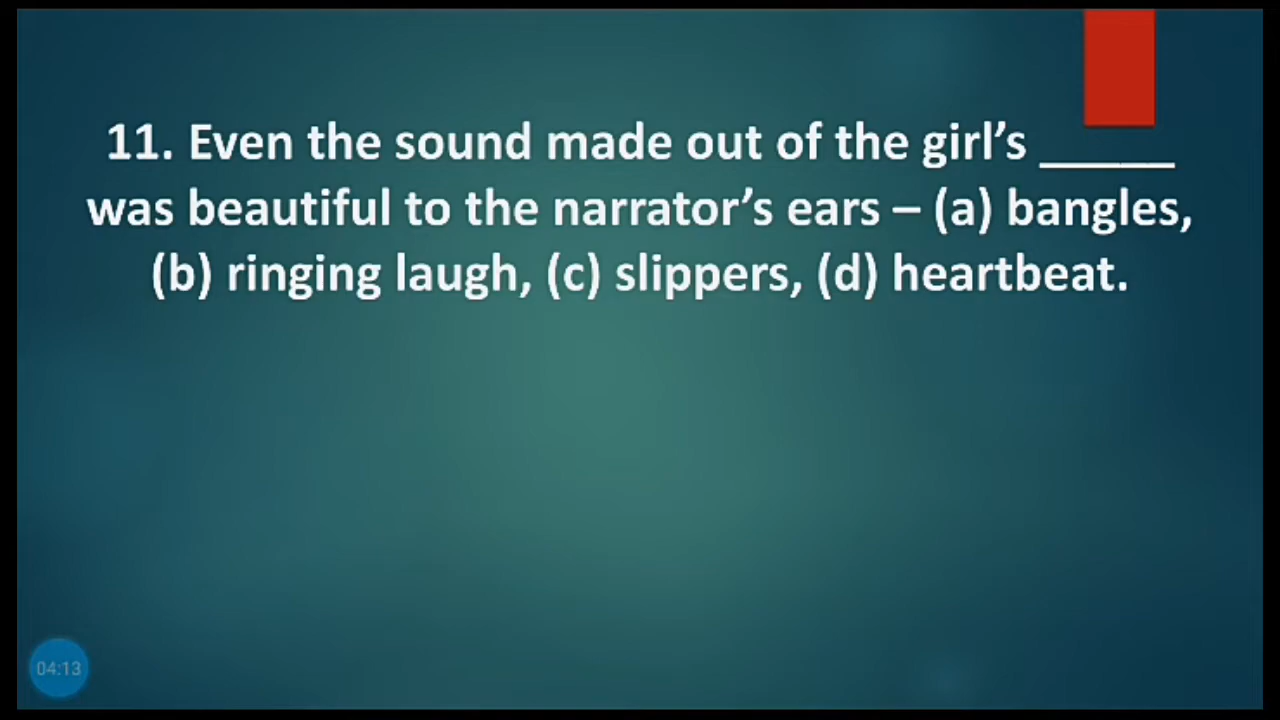 11. Even the sound made out of the girl’s _____
was beautiful to the narrator’s ears – (a) bangles,
(b) ringing laugh, (c) slippers, (d) heartbeat.
04:13